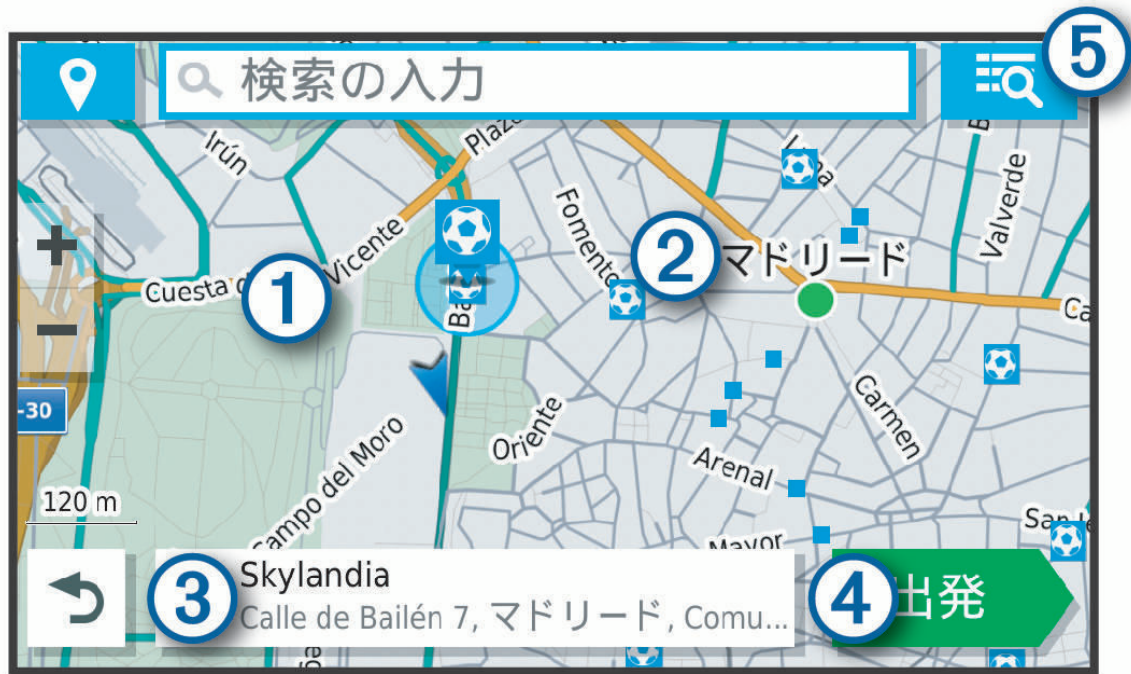 5
検索の入力
Irún
Plaza
Valverde
Fomento
2
マドリード
Vicente
Cuesta d
1
Ba
Ca
-30
Carmen
Oriente
Campo del Moro
Arenal
120 m
Mayor
3
Skylandia
Calle de Bailén 7, マドリード, Comu...
4
出発